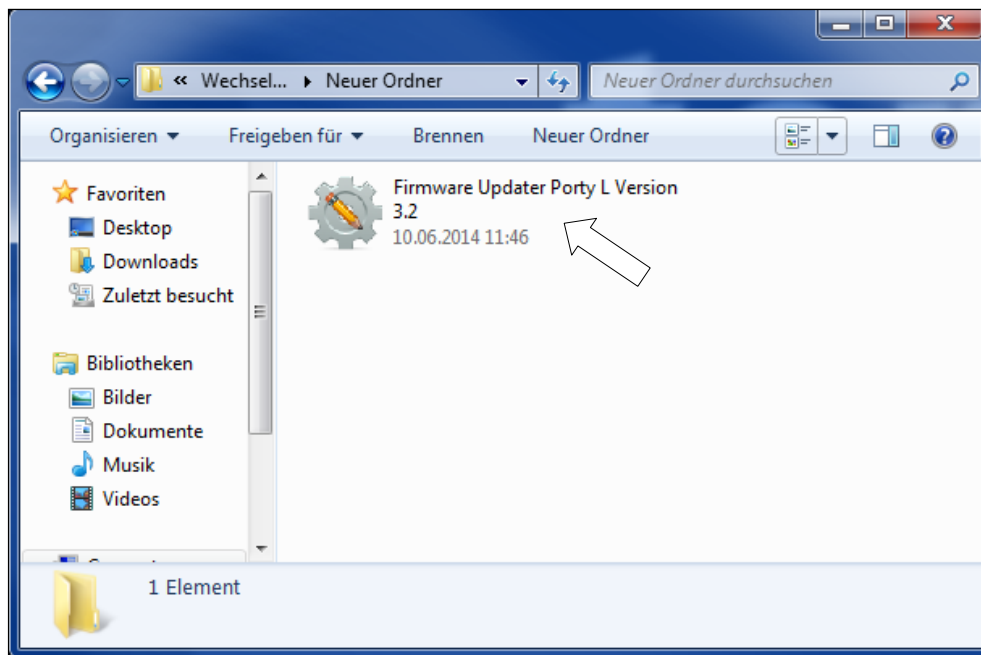 « Wechsel... ▸ Neuer Ordner
Neuer Ordner durchsuchen
Organisieren
Freigeben für
Brennen
Neuer Ordner
Favoriten
Desktop
Downloads
Zuletzt besucht
Bibliotheken
Bilder
Dokumente
Musik
Videos
Firmware Updater Porty L Version
3.2
10.06.2014 11:46
1 Element